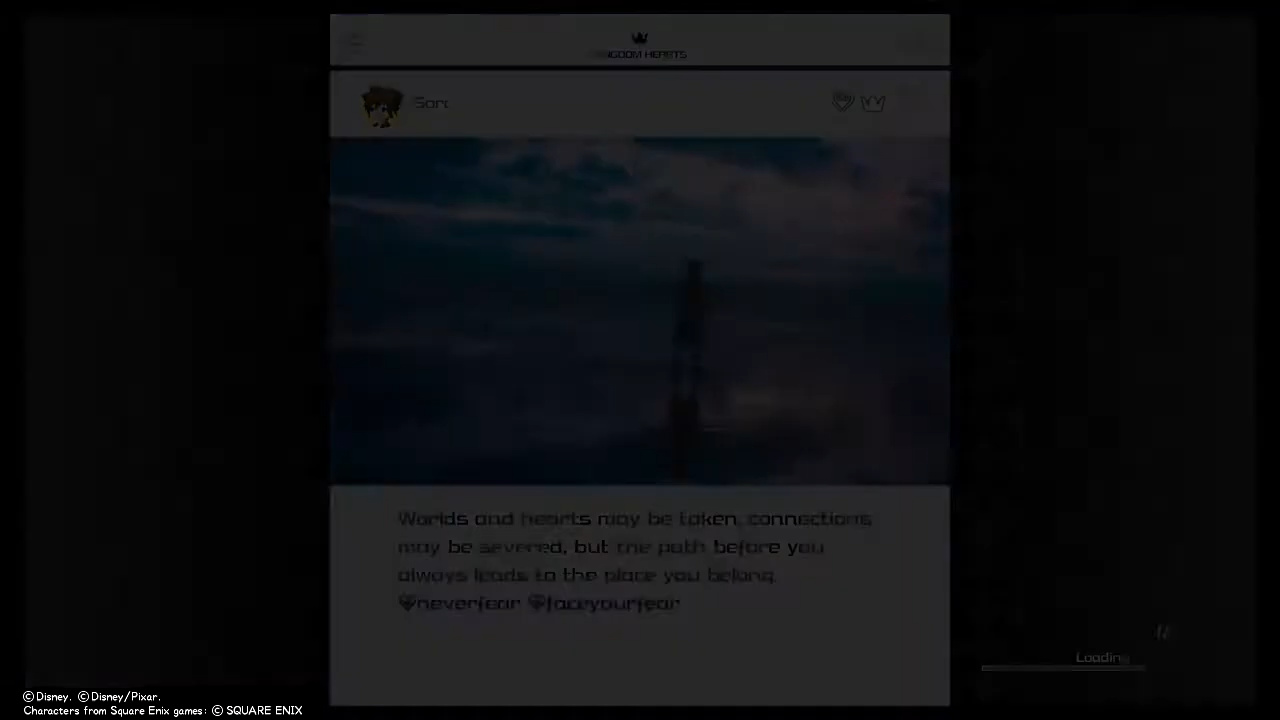 KINGDOM HEARTS
Sora
Worlds and hearts may be taken, connections
may be severed, but the path before you
always leads to the place you belong.
neverfear faceyourfear
Loading
©Disney. ©Disney/Pixar.
Characters from Square Enix games: © SQUARE ENIX